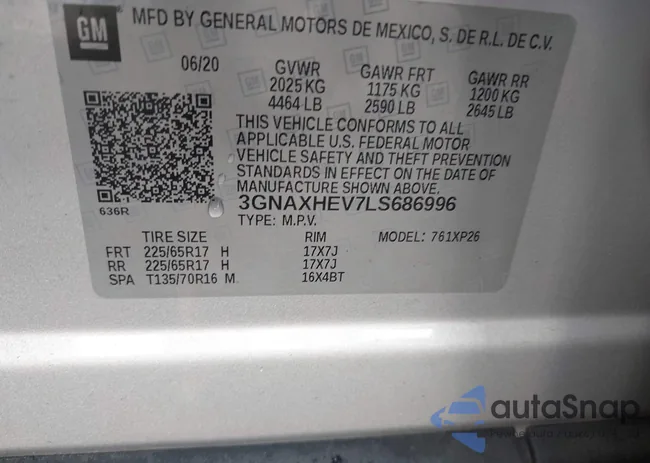 GM
MFD BY GENERAL MOTORS DE MEXICO, S. DE R.L. DE C.V.
06/20 GVWR GAWR FRT GAWR RR
2025 KG 1175 KG 1200 KG
4464 LB 2590 LB 2645 LB
THIS VEHICLE CONFORMS TO ALL
APPLICABLE U.S. FEDERAL MOTOR
VEHICLE SAFETY AND THEFT PREVENTION
STANDARDS IN EFFECT ON THE DATE OF
MANUFACTURE SHOWN ABOVE.
636R 3GNAXHEV7LS686996
TYPE: M.P.V.
TIRE SIZE RIM MODEL: 761XP26
FRT 225/65R17 H 17X7J
RR 225/65R17 H 17X7J
SPA T135/70R16 M 16X4BT
autaSnap